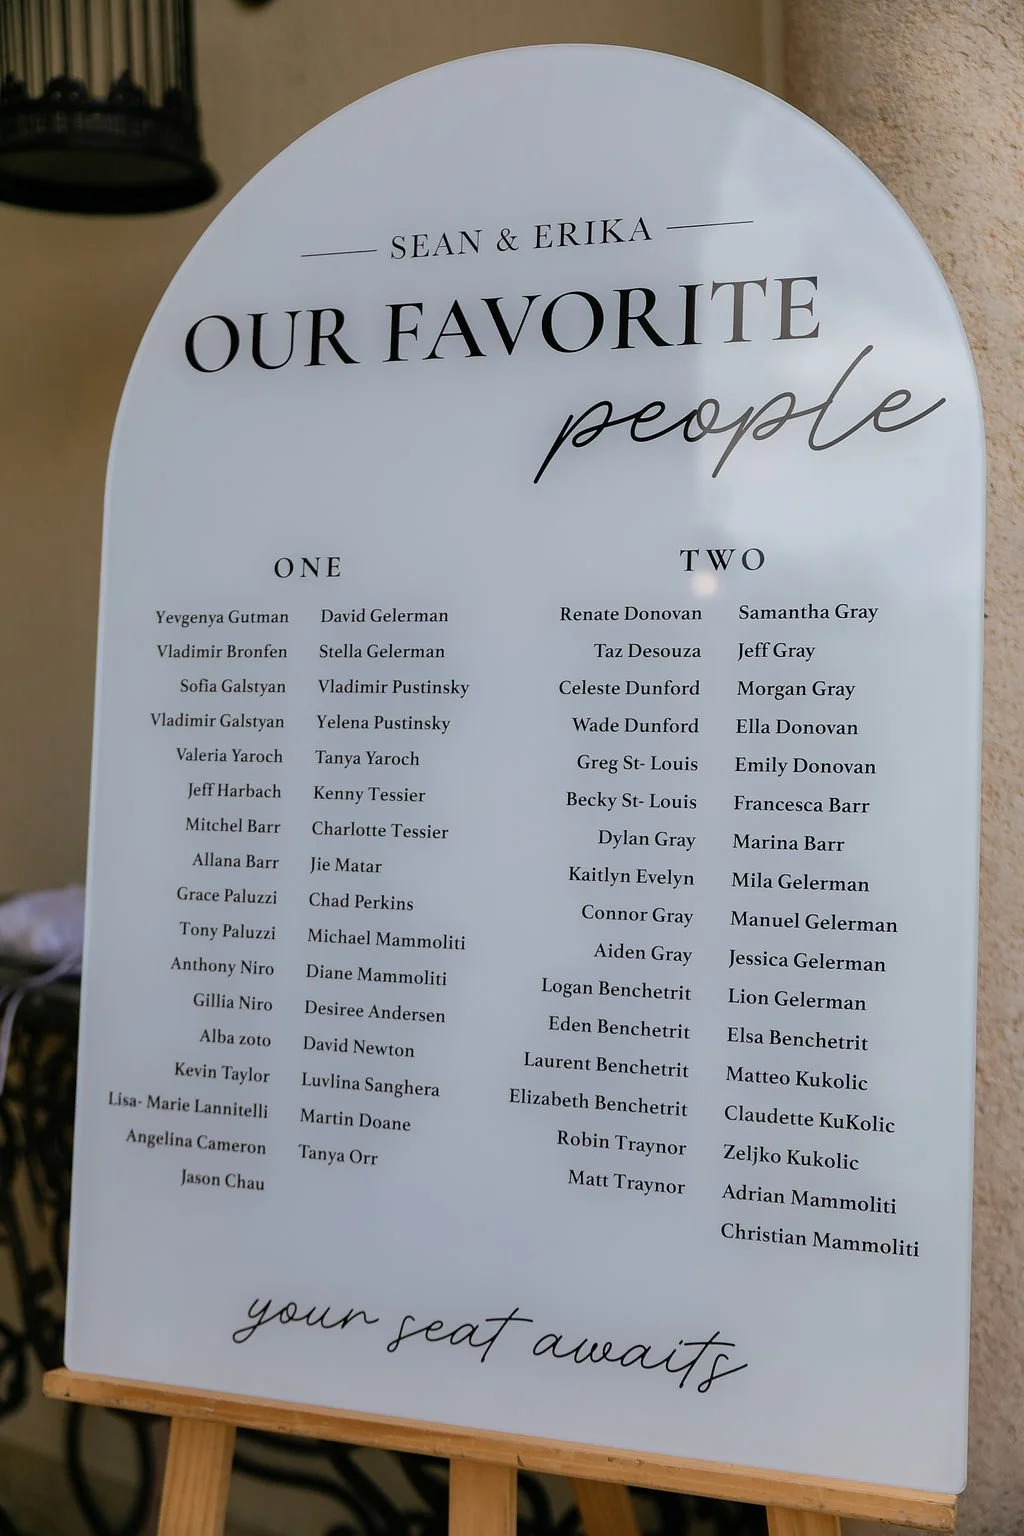 SEAN & ERIKA
OUR FAVORITE
people
ONE
Yevgenya Gutman
Vladimir Bronfen
Sofia Galstyan
Vladimir Galstyan
Valeria Yaroch
Jeff Harbach
Mitchel Barr
Allana Barr
Grace Paluzzi
Tony Paluzzi
Anthony Niro
Gillia Niro
Alba zoto
Kevin Taylor
Lisa- Marie Lannitelli
Angelina Cameron
Jason Chau
David Gelerman
Stella Gelerman
Vladimir Pustinsky
Yelena Pustinsky
Tanya Yaroch
Kenny Tessier
Charlotte Tessier
Jie Matar
Chad Perkins
Michael Mammoliti
Diane Mammoliti
Desiree Andersen
David Newton
Luvlina Sanghera
Martin Doane
Tanya Orr
TWO
Renate Donovan
Taz Desouza
Celeste Dunford
Wade Dunford
Greg St- Louis
Becky St- Louis
Dylan Gray
Kaitlyn Evelyn
Connor Gray
Aiden Gray
Logan Benchetrit
Eden Benchetrit
Laurent Benchetrit
Elizabeth Benchetrit
Robin Traynor
Matt Traynor
Samantha Gray
Jeff Gray
Morgan Gray
Ella Donovan
Emily Donovan
Francesca Barr
Marina Barr
Mila Gelerman
Manuel Gelerman
Jessica Gelerman
Lion Gelerman
Elsa Benchetrit
Matteo Kukolic
Claudette KuKolic
Zeljko Kukolic
Adrian Mammoliti
Christian Mammoliti
your seat awaits